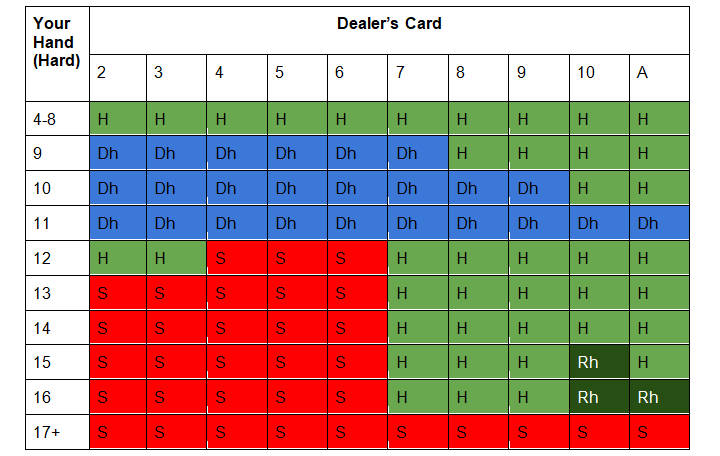 Your Hand (Hard) Dealer's Card
2 3 4 5 6 7 8 9 10 A
4-8 H H H H H H H H H H
9 Dh Dh Dh Dh Dh Dh H H H H
10 Dh Dh Dh Dh Dh Dh Dh Dh H H
11 Dh Dh Dh Dh Dh Dh Dh Dh Dh Dh
12 H H S S S H H H H H
13 S S S S S H H H H H
14 S S S S S H H H H H
15 S S S S S H H H Rh H
16 S S S S S H H H Rh Rh
17+ S S S S S S S S S S